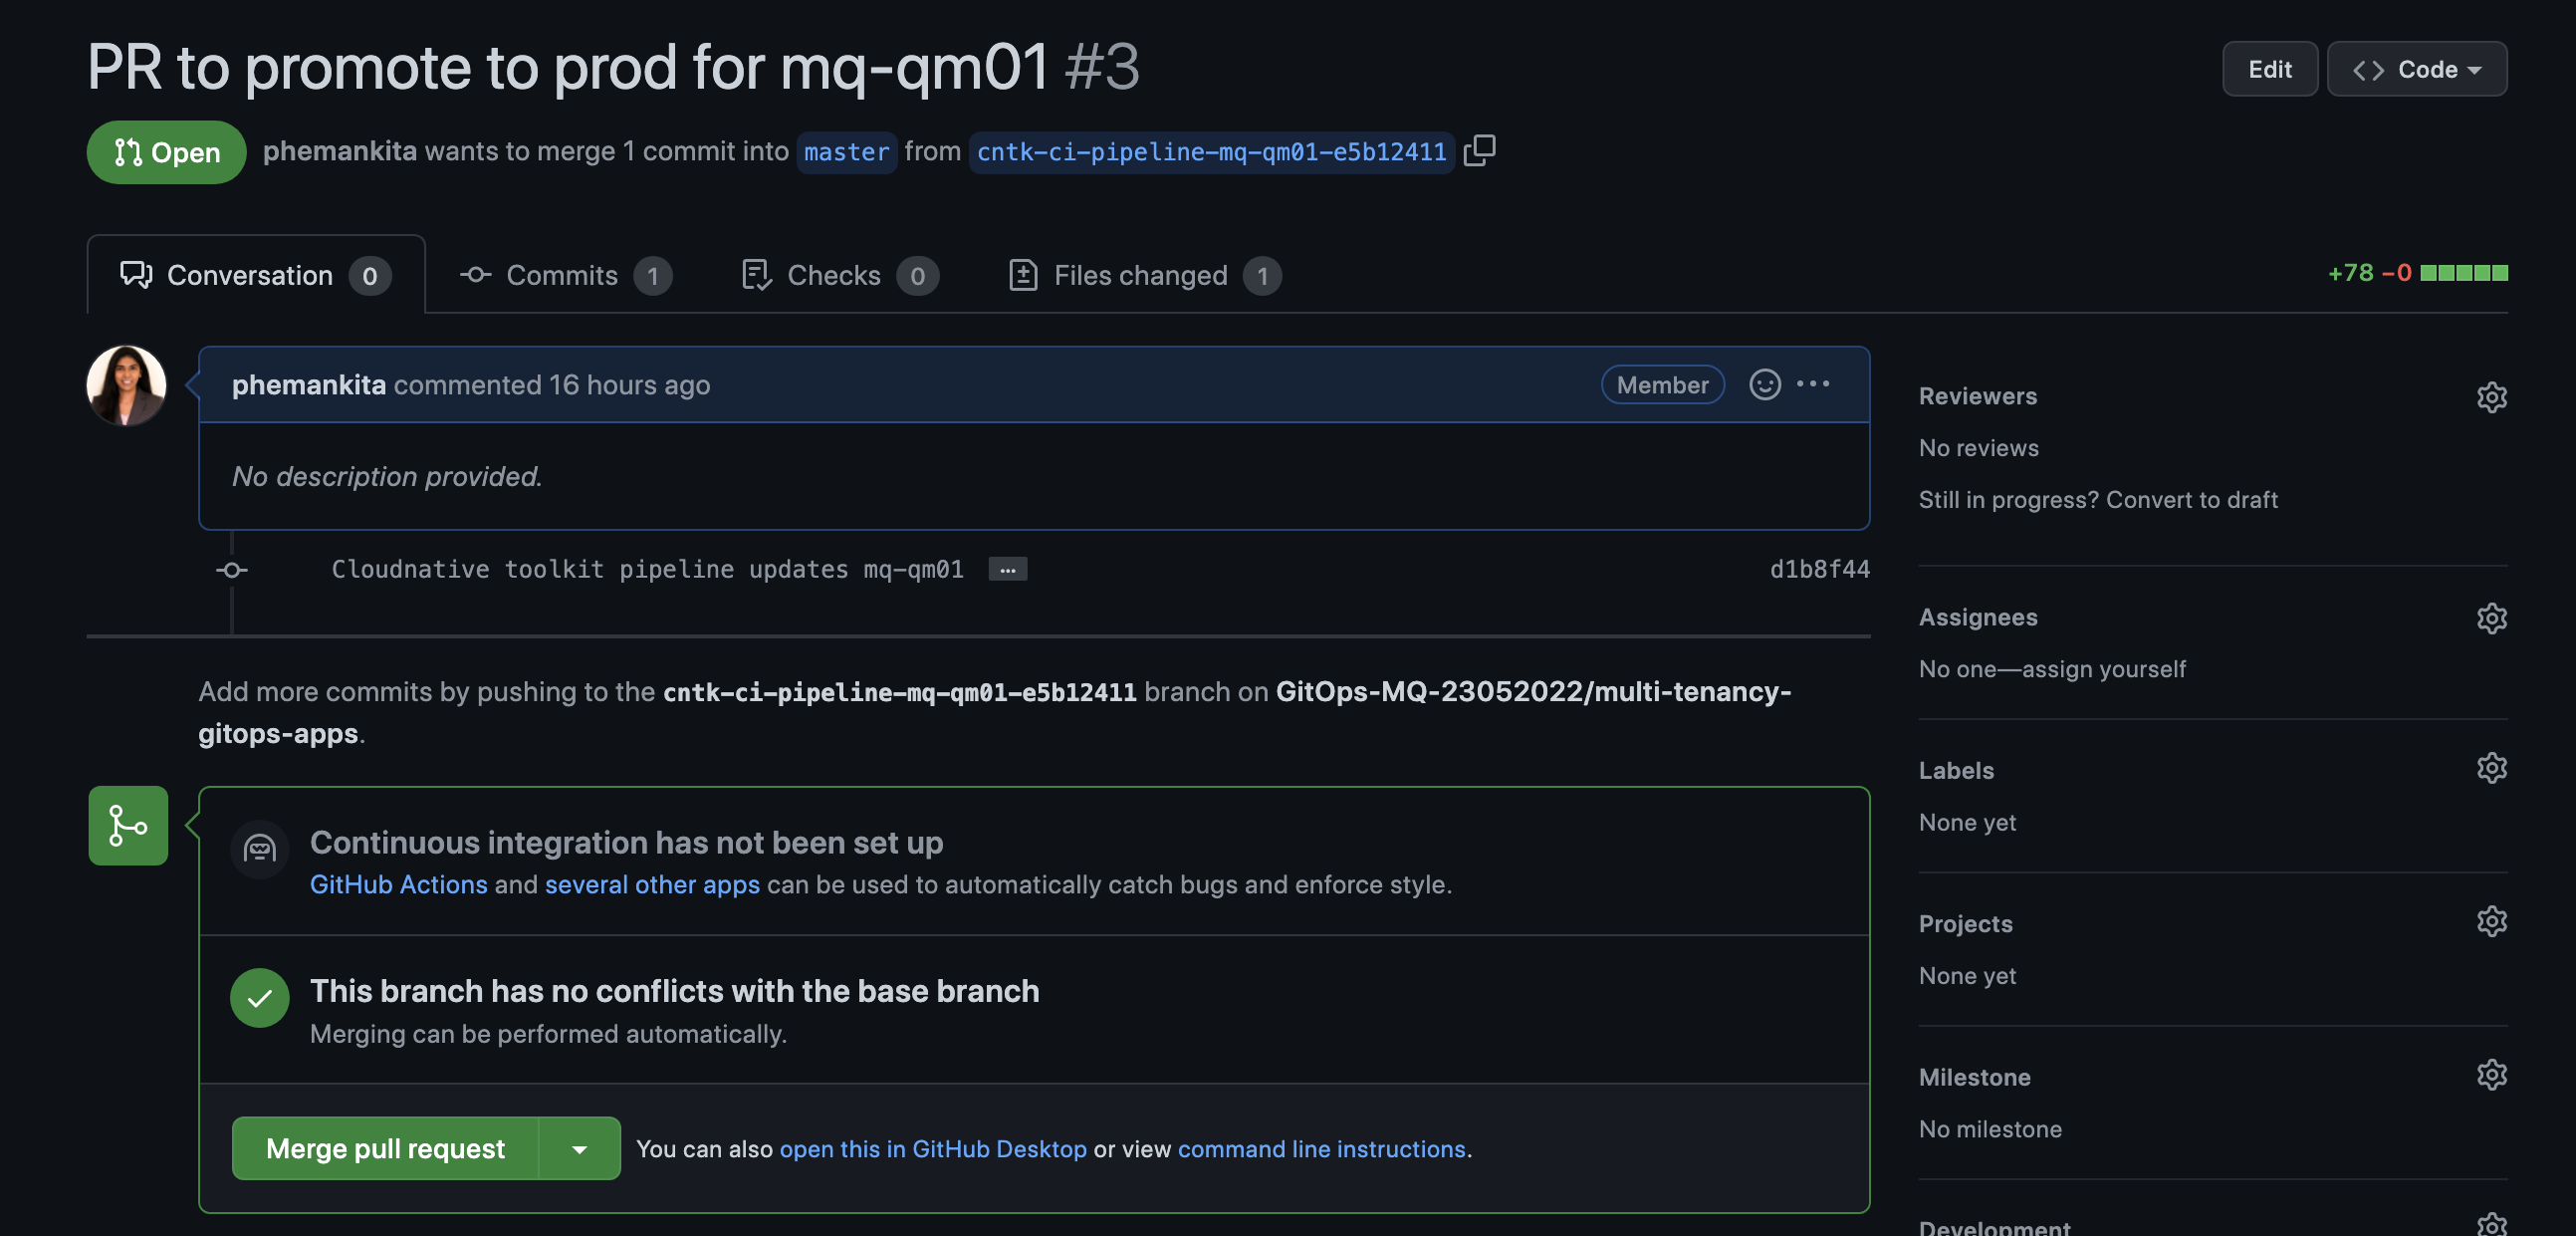 PR to promote to prod for mq-qm01 #3
Edit
<> Code
Open
phemankita wants to merge 1 commit into master from cntk-ci-pipeline-mq-qm01-e5b12411
Conversation 0
Commits 1
Checks 0
Files changed 1
+78 −0
phemankita commented 16 hours ago
Member
...
No description provided.
Cloudnative toolkit pipeline updates mq-qm01 ...
d1b8f44
Add more commits by pushing to the cntk-ci-pipeline-mq-qm01-e5b12411 branch on GitOps-MQ-23052022/multi-tenancy-
gitops-apps.
Continuous integration has not been set up
GitHub Actions and several other apps can be used to automatically catch bugs and enforce style.
This branch has no conflicts with the base branch
Merging can be performed automatically.
Merge pull request
You can also open this in GitHub Desktop or view command line instructions.
Reviewers
No reviews
Still in progress? Convert to draft
Assignees
No one—assign yourself
Labels
None yet
Projects
None yet
Milestone
No milestone
Development